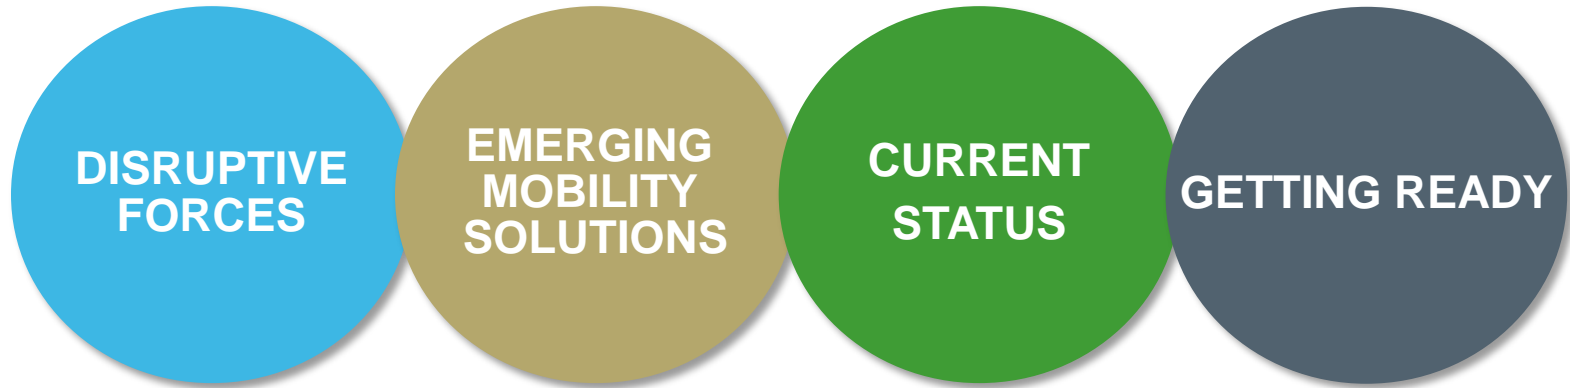 DISRUPTIVE
FORCES
EMERGING
MOBILITY
SOLUTIONS
CURRENT
STATUS
GETTING READY